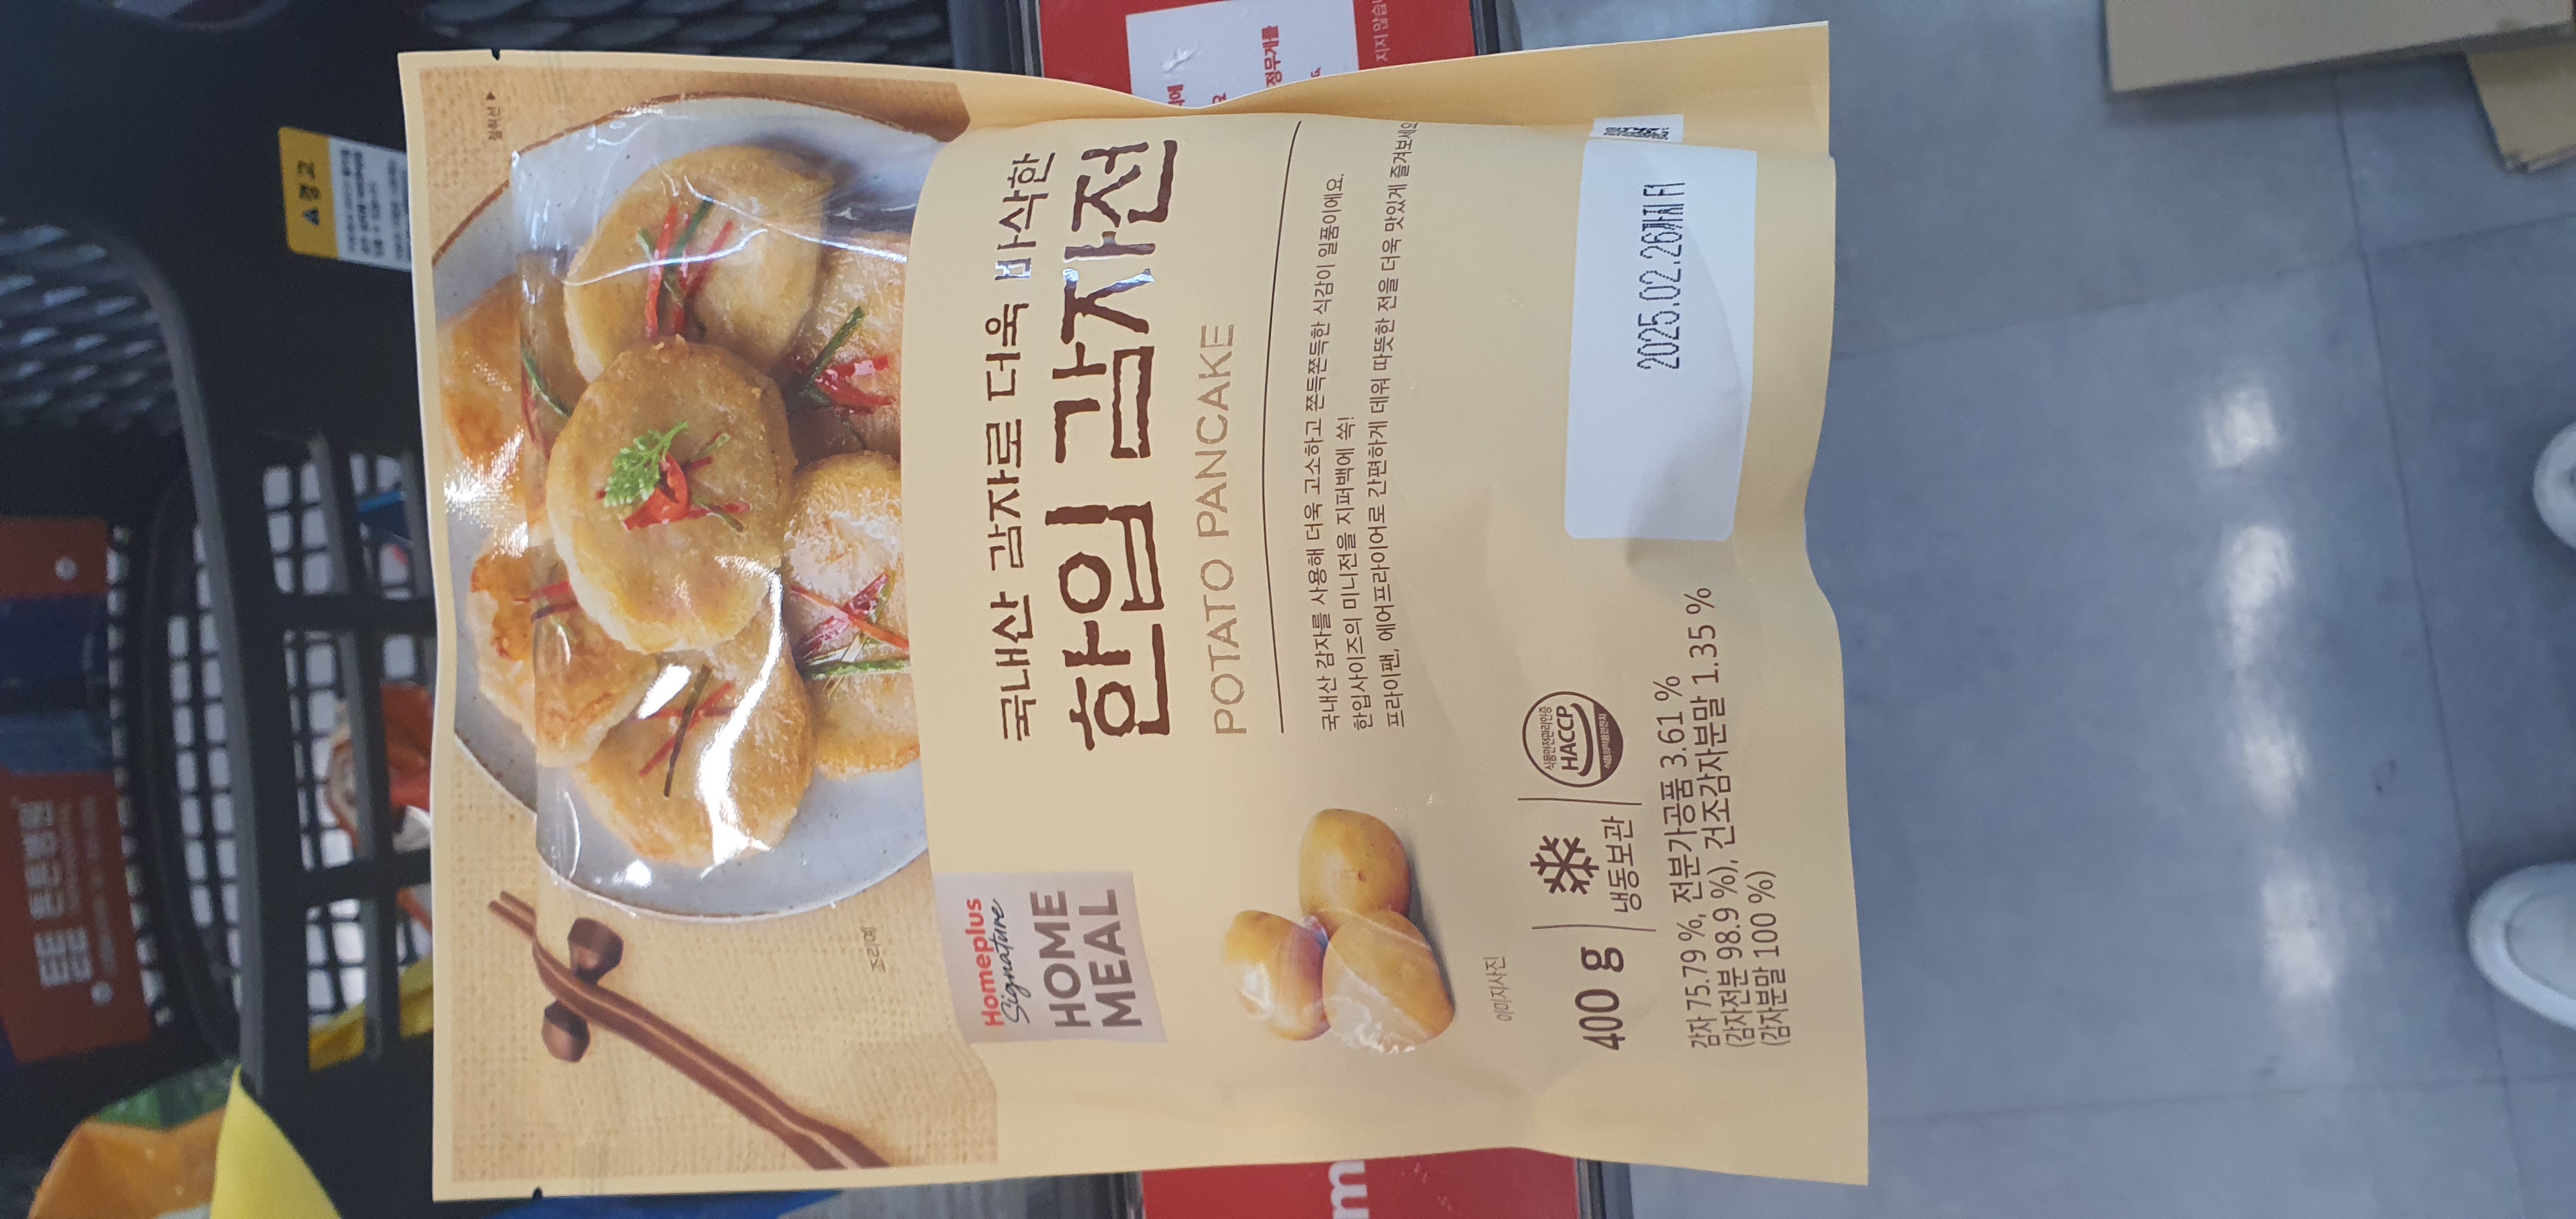 튼튼병원
경고
절취선 ▶
조리예
Homeplus
Signature
HOME
MEAL
국내산 감자로 더욱 바삭한
한입 감자전
POTATO PANCAKE
국내산 감자를 사용해 더욱 고소하고 쫀득쫀득한 식감이 일품이에요.
한입사이즈의 미니전을 지퍼백에 쏙!
프라이팬, 에어프라이어로 간편하게 데워 따뜻한 전을 더욱 맛있게 즐겨보세요
이미지사진
400 g
냉동보관
식품안전관리인증
HACCP
식품의약품안전처
2025.02.26까지 F1
감자 75.79 %, 전분가공품 3.61 %
(감자전분 98.9 %), 건조감자분말 1.35 %
(감자분말 100 %)
정무게를
m